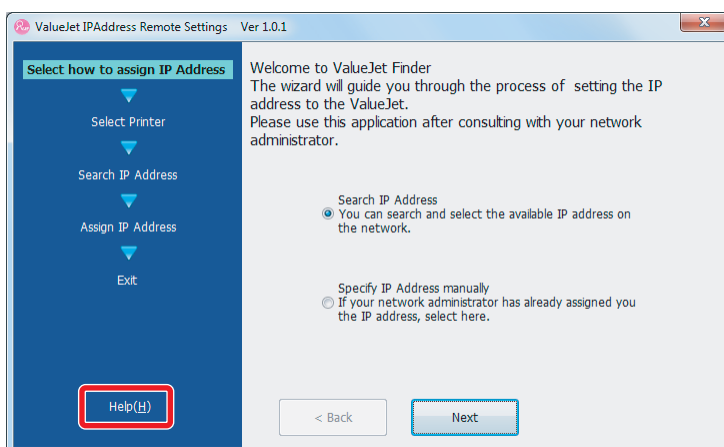 ValueJet IPAddress Remote Settings Ver 1.0.1
Select how to assign IP Address
Select Printer
Search IP Address
Assign IP Address
Exit
Help(H)
Welcome to ValueJet Finder
The wizard will guide you through the process of setting the IP
address to the ValueJet.
Please use this application after consulting with your network
administrator.
Search IP Address
You can search and select the available IP address on
the network.
Specify IP Address manually
If your network administrator has already assigned you
the IP address, select here.
< Back
Next